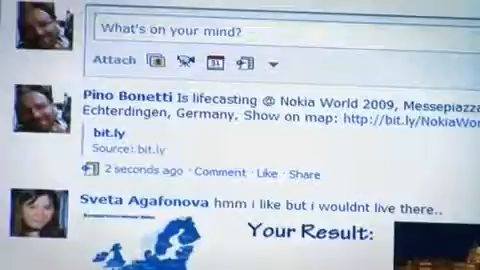 What's on your mind?
Attach
31
Pino Bonetti Is lifecasting @ Nokia World 2009, Messepiazza
Echterdingen, Germany, Show on map: http://bit.ly/NokiaWor
bit.ly
Source: bit.ly
2 seconds ago · Comment · Like · Share
Sveta Agafonova hmm i like but i wouldnt live there..
Your Result: